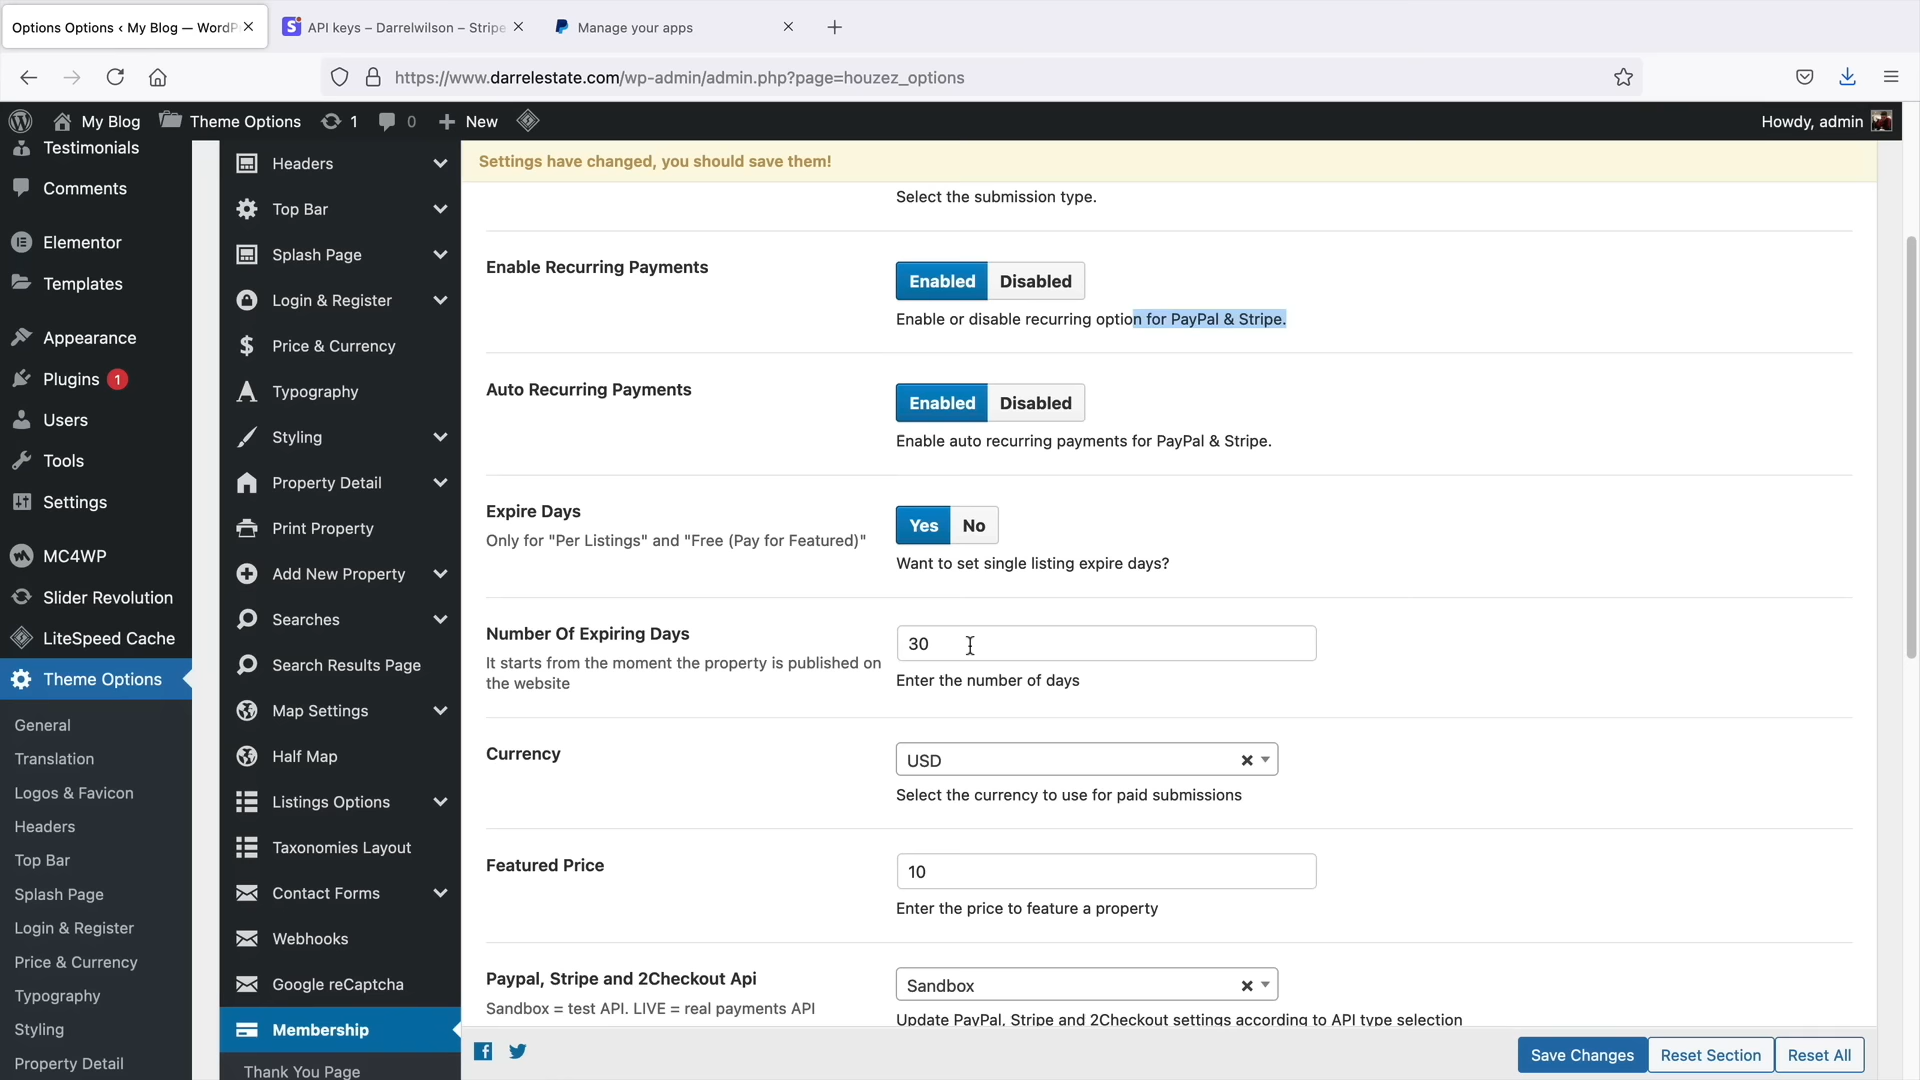 Options Options ‹ My Blog — WordP
API keys – Darrelwilson – Stripe
Manage your apps
https://www.darrelestate.com/wp-admin/admin.php?page=houzez_options
My Blog
Theme Options
1
0
New
Howdy, admin
Testimonials
Comments
Elementor
Templates
Appearance
Plugins 1
Users
Tools
Settings
MC4WP
Slider Revolution
LiteSpeed Cache
Theme Options
General
Translation
Logos & Favicon
Headers
Top Bar
Splash Page
Login & Register
Price & Currency
Typography
Styling
Property Detail
Headers
Top Bar
Splash Page
Login & Register
Price & Currency
Typography
Styling
Property Detail
Print Property
Add New Property
Searches
Search Results Page
Map Settings
Half Map
Listings Options
Taxonomies Layout
Contact Forms
Webhooks
Google reCaptcha
Membership
Thank You Page
Settings have changed, you should save them!
Select the submission type.
Enable Recurring Payments
Enabled Disabled
Enable or disable recurring option for PayPal & Stripe.
Auto Recurring Payments
Enabled Disabled
Enable auto recurring payments for PayPal & Stripe.
Expire Days
Only for "Per Listings" and "Free (Pay for Featured)"
Yes No
Want to set single listing expire days?
Number Of Expiring Days
It starts from the moment the property is published on
the website
30
Enter the number of days
Currency
USD
Select the currency to use for paid submissions
Featured Price
10
Enter the price to feature a property
Paypal, Stripe and 2Checkout Api
Sandbox = test API. LIVE = real payments API
Sandbox
Update PayPal, Stripe and 2Checkout settings according to API type selection
Save Changes
Reset Section
Reset All